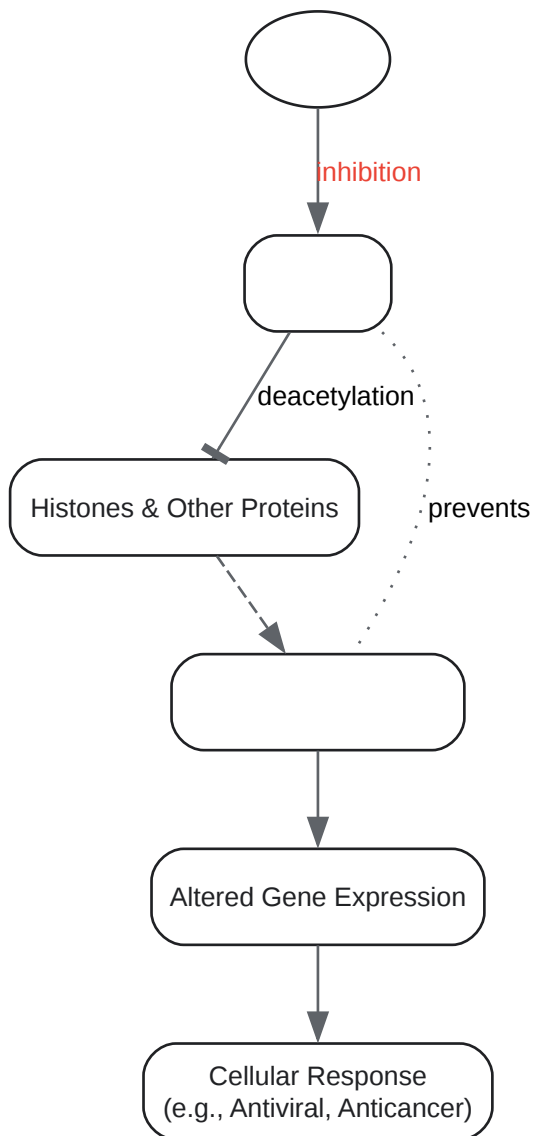 inhibition
deacetylation
Histones & Other Proteins
prevents
Altered Gene Expression
Cellular Response
(e.g., Antiviral, Anticancer)